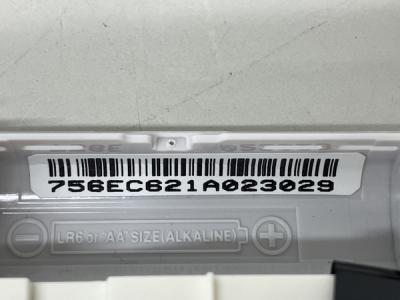 756EC621A023029
LR6 or "AA" SIZE(ALKALINE)